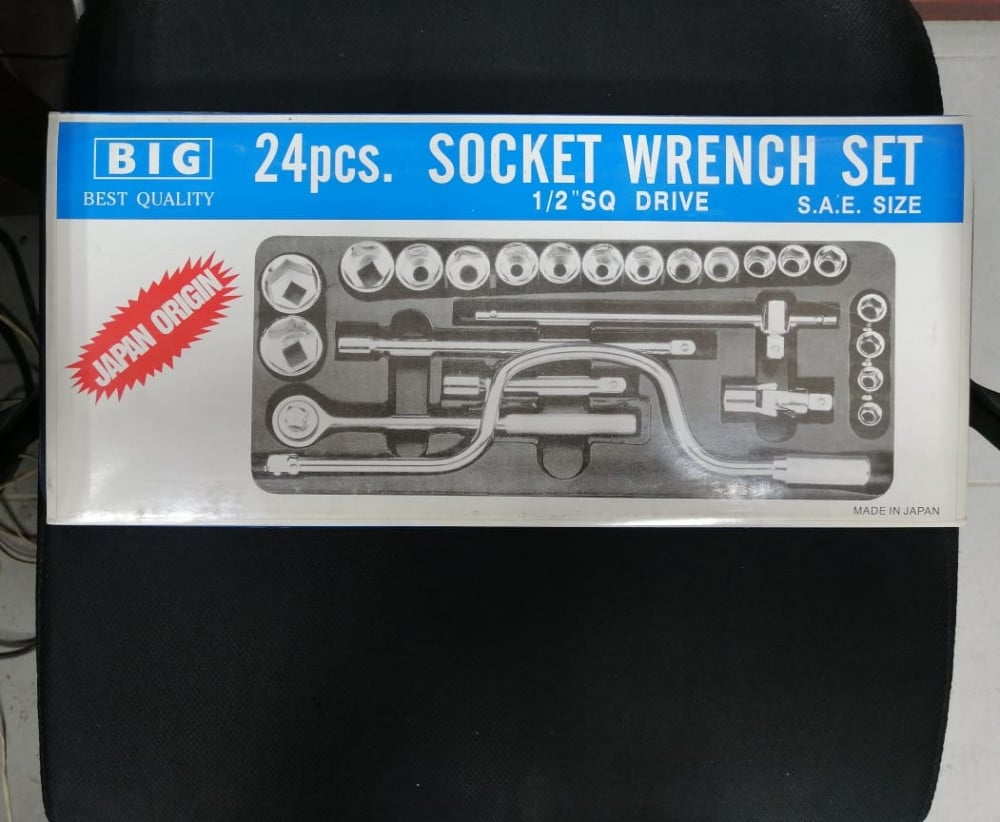 BIG
BEST QUALITY
24pcs. SOCKET WRENCH SET
1/2"SQ DRIVE
S.A.E. SIZE
JAPAN ORIGIN
MADE IN JAPAN